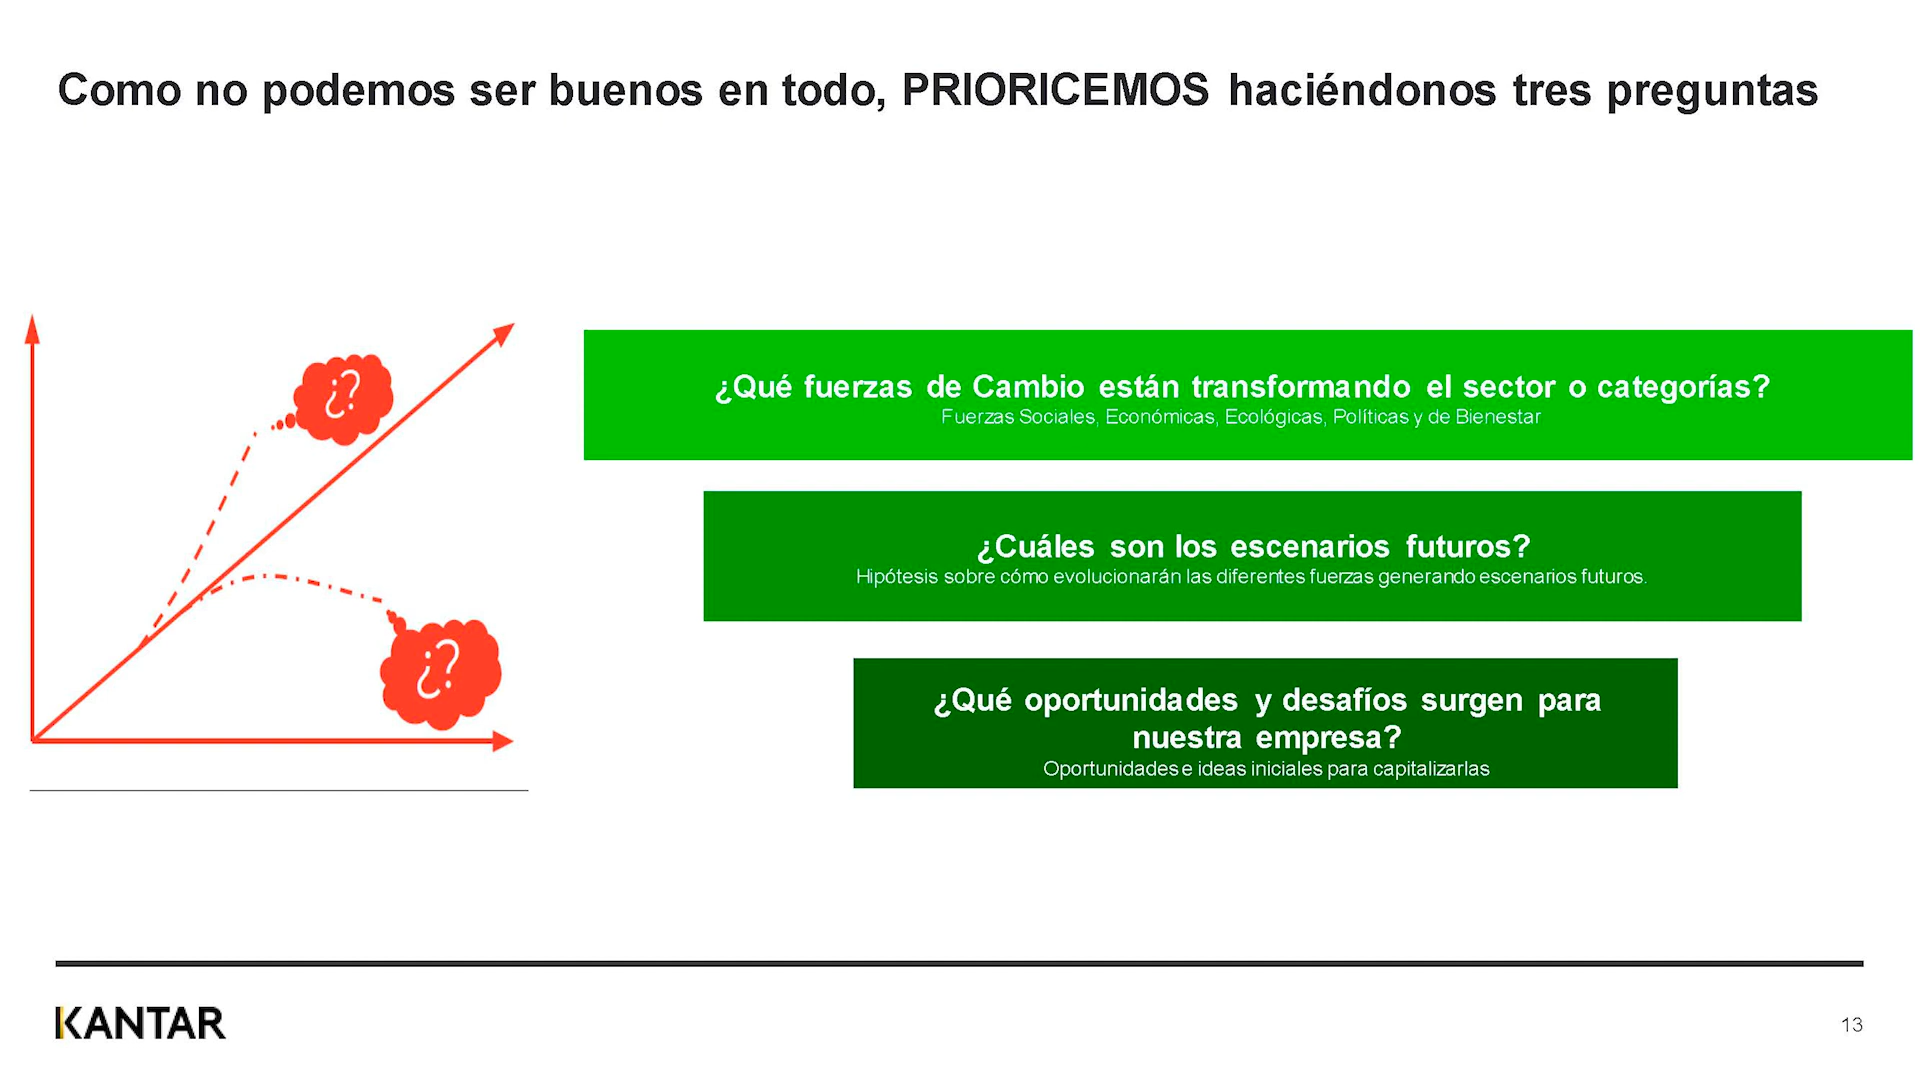 Como no podemos ser buenos en todo, PRIORICEMOS haciéndonos tres preguntas
¿?
¿?
¿Qué fuerzas de Cambio están transformando el sector o categorías?
Fuerzas Sociales, Económicas, Ecológicas, Políticas y de Bienestar
¿Cuáles son los escenarios futuros?
Hipótesis sobre cómo evolucionarán las diferentes fuerzas generando escenarios futuros.
¿Qué oportunidades y desafíos surgen para
nuestra empresa?
Oportunidades e ideas iniciales para capitalizarlas
KANTAR
13